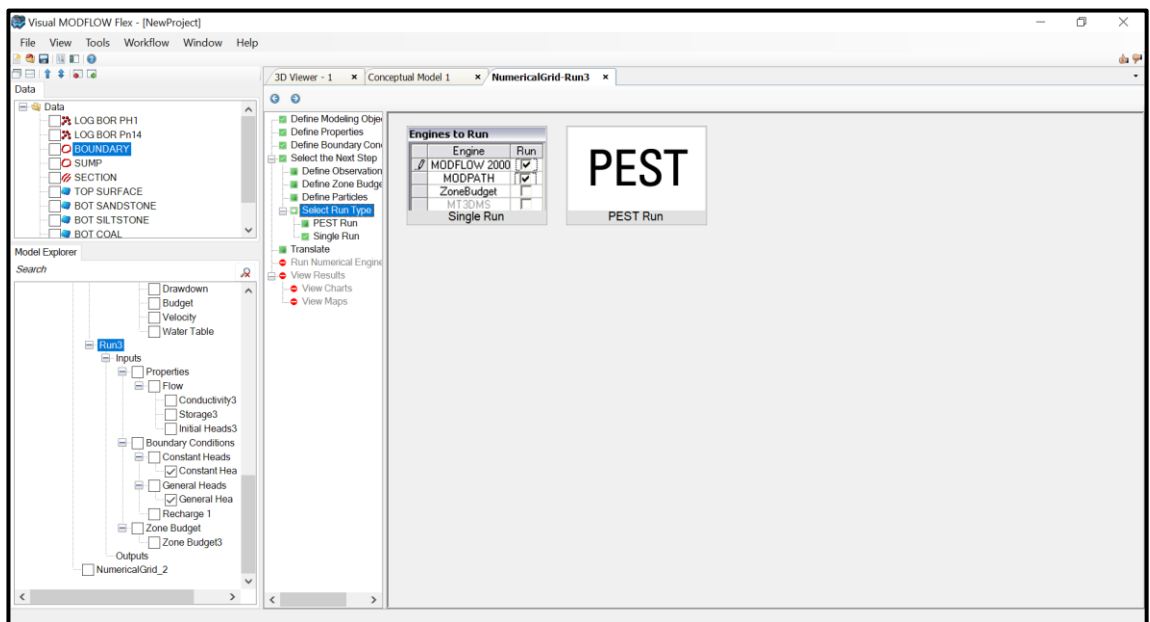 Visual MODFLOW Flex - [NewProject]
File View Tools Workflow Window Help
3D Viewer - 1 × Conceptual Model 1 × NumericalGrid-Run3 ×
Data
Data
LOG BOR PH1
LOG BOR Pn14
BOUNDARY
SUMP
SECTION
TOP SURFACE
BOT SANDSTONE
BOT SILTSTONE
BOT COAL
Model Explorer
Search
Drawdown
Budget
Velocity
Water Table
Run3
Inputs
Properties
Flow
Conductivity3
Storage3
Initial Heads3
Boundary Conditions
Constant Heads
Constant Hea
General Heads
General Hea
Recharge 1
Zone Budget
Zone Budget3
Outputs
NumericalGrid_2
Define Modeling Obje
Define Properties
Define Boundary Con
Select the Next Step
Define Observation
Define Zone Budge
Define Particles
Select Run Type
PEST Run
Single Run
Translate
Run Numerical Engine
View Results
View Charts
View Maps
Engines to Run
Engine Run
MODFLOW 2000
MODPATH
ZoneBudget
MT3DMS
Single Run
PEST
PEST Run